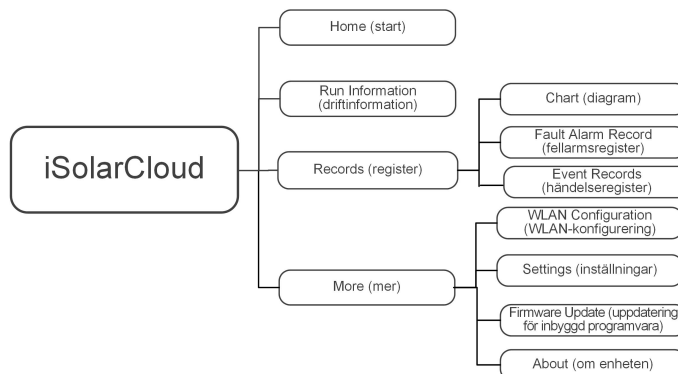 iSolarCloud
Home (start)
Run Information
(driftinformation)
Records (register)
Chart (diagram)
Fault Alarm Record
(fellarmsregister)
Event Records
(händelseregister)
More (mer)
WLAN Configuration
(WLAN-konfigurering)
Settings (inställningar)
Firmware Update (uppdatering
för inbyggd programvara)
About (om enheten)